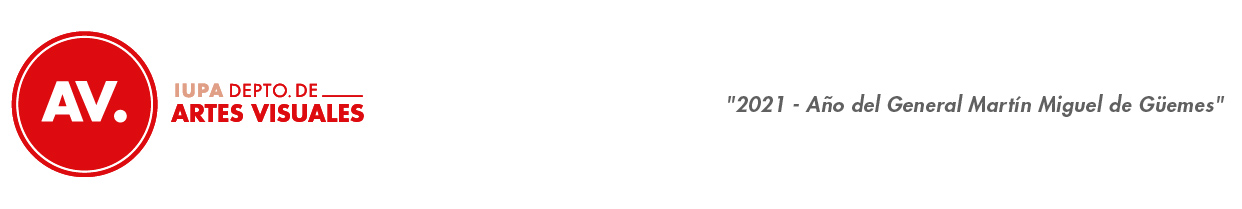 AV.
IUPA DEPTO. DE
ARTES VISUALES
"2021 - Año del General Martín Miguel de Güemes"